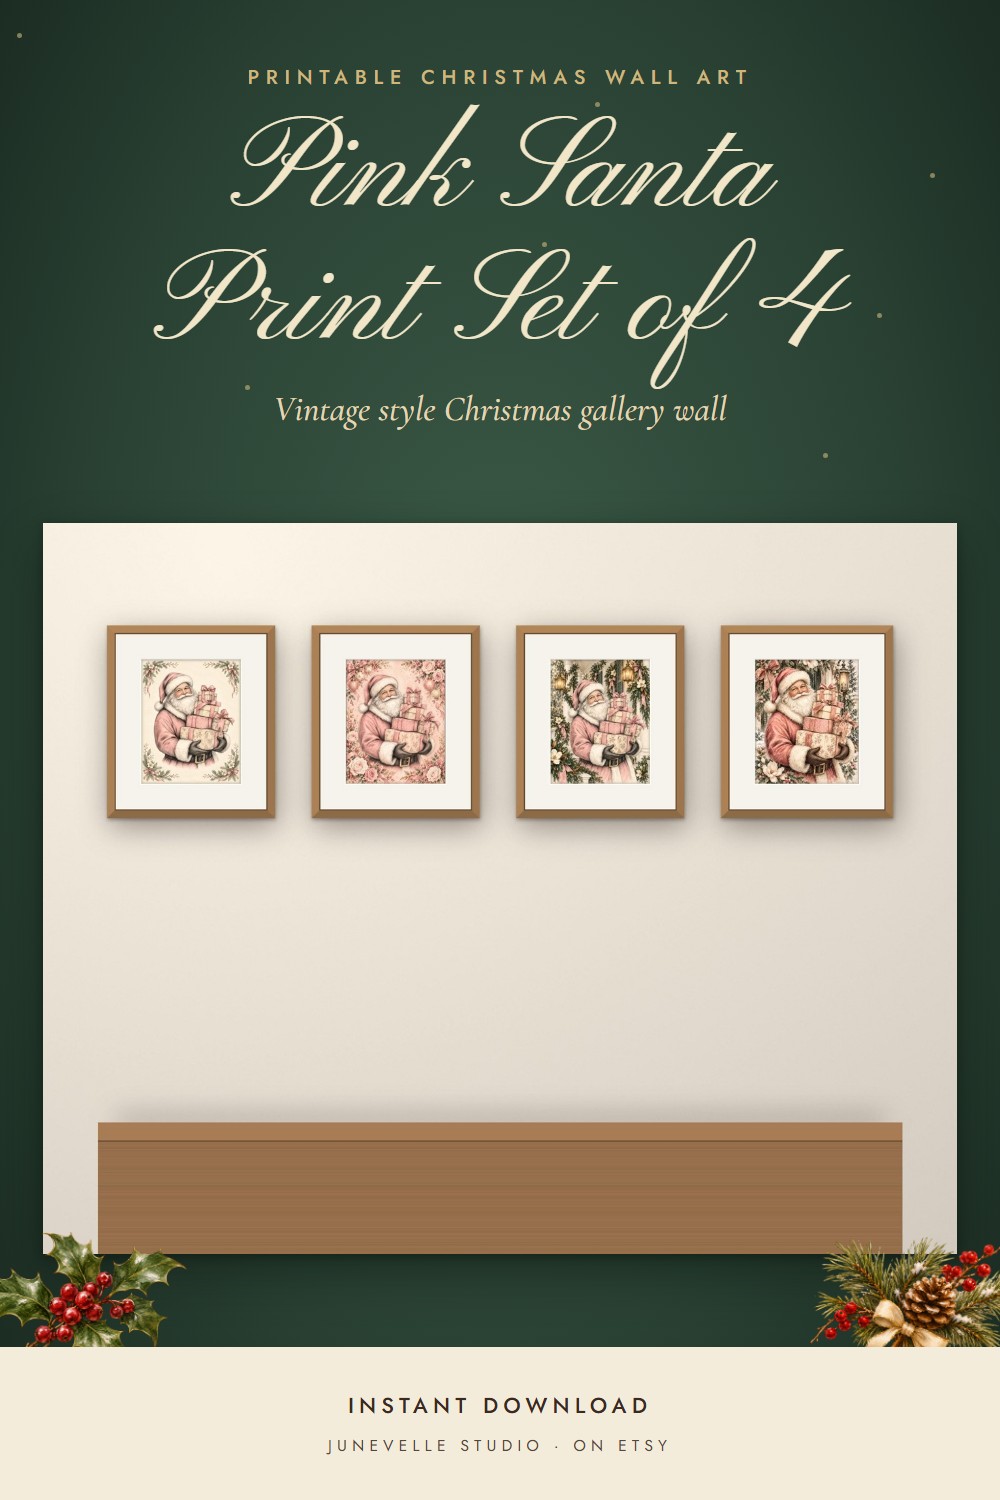 PRINTABLE CHRISTMAS WALL ART
Pink Santa
Print Set of 4
Vintage style Christmas gallery wall
INSTANT DOWNLOAD
JUNEVELLE STUDIO · ON ETSY